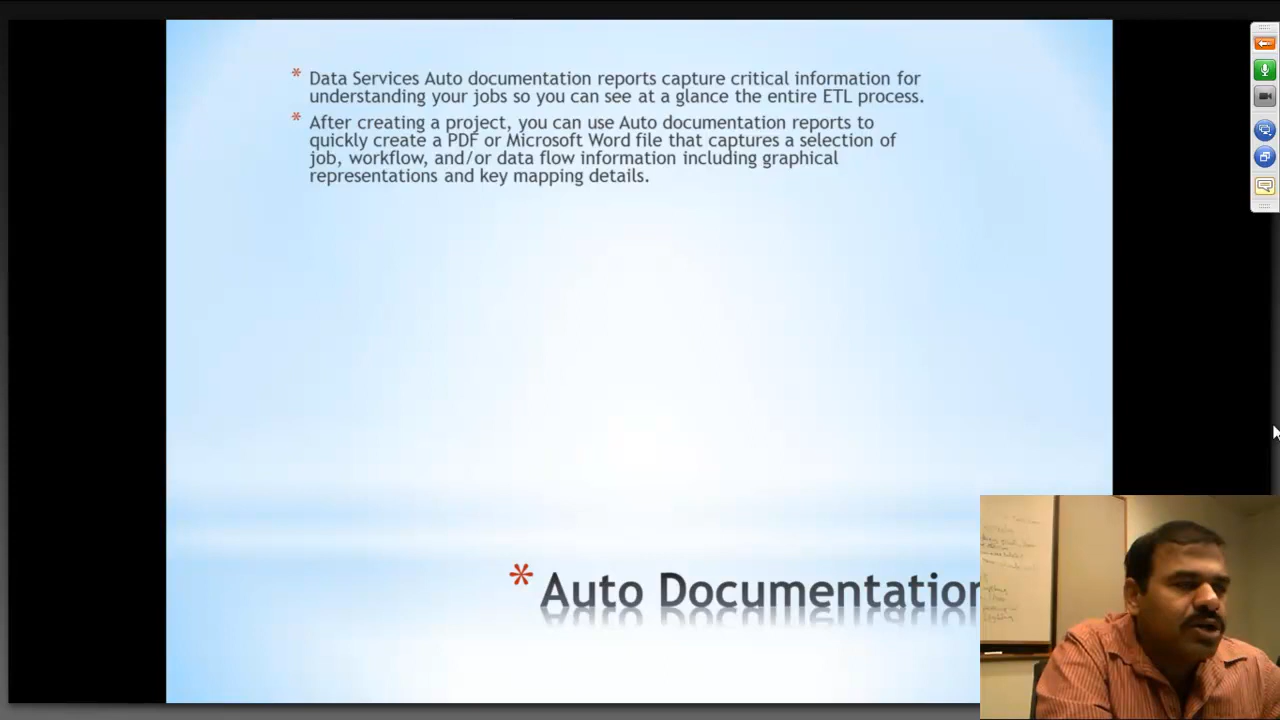 * Data Services Auto documentation reports capture critical information for
understanding your jobs so you can see at a glance the entire ETL process.
* After creating a project, you can use Auto documentation reports to
quickly create a PDF or Microsoft Word file that captures a selection of
job, workflow, and/or data flow information including graphical
representations and key mapping details.
* Auto Documentation